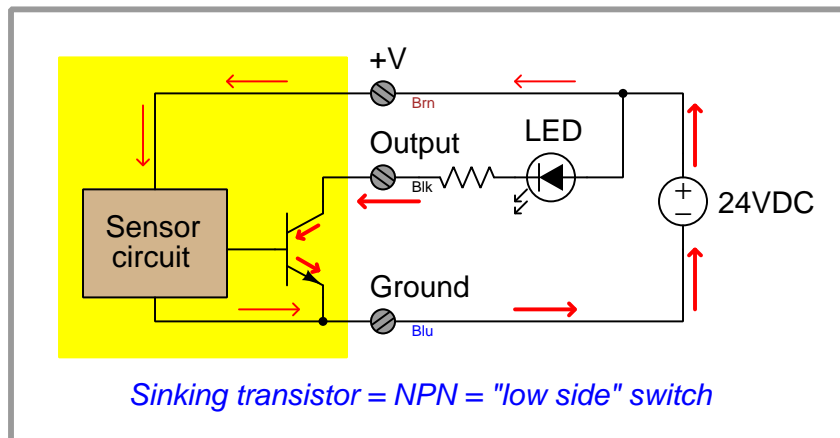 +V
Brn
Output
LED
Blk
Sensor
circuit
+
−
24VDC
Ground
Blu
Sinking transistor = NPN = "low side" switch